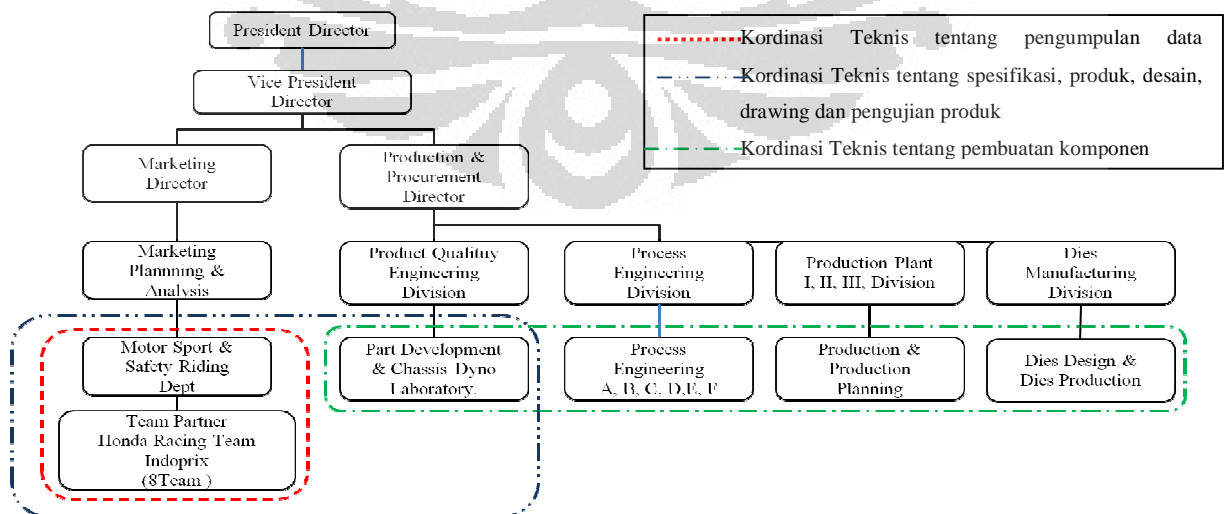 President Director
Kordinasi Teknis tentang pengumpulan data
Kordinasi Teknis tentang spesifikasi, produk, desain,
drawing dan pengujian produk
Kordinasi Teknis tentang pembuatan komponen
Vice President
Director
Marketing
Director
Production &
Procurement
Director
Marketing
Plannning &
Analysis
Product Qualituy
Engineering
Division
Process
Engineering
Division
Production Plant
I, II, III, Division
Dies
Manufacturing
Division
Motor Sport &
Safety Riding
Dept
Part Development
& Chassis Dyno
Laboratory.
Process
Engineering
A, B, C, D,E, F
Production &
Production
Planning
Dies Design &
Dies Production
Team Partner
Honda Racing Team
Indoprix
(8Team )